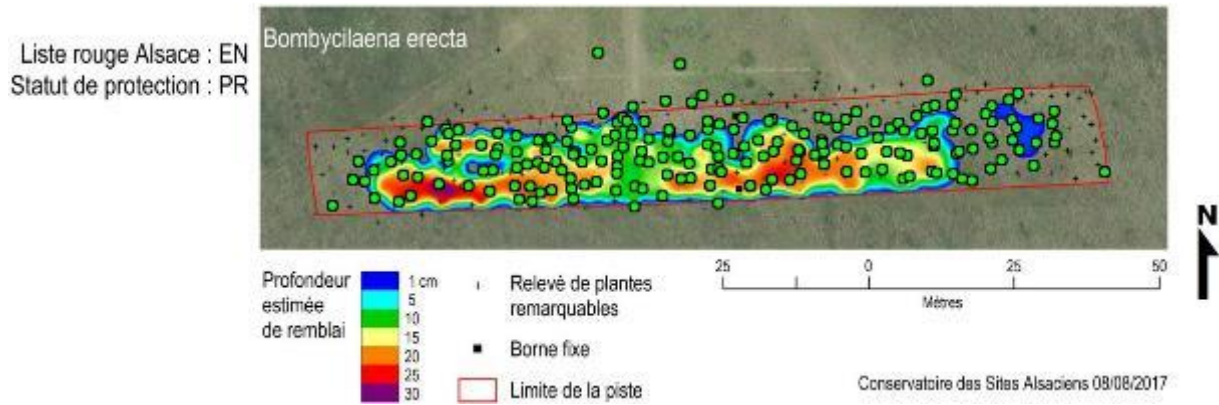 Liste rouge Alsace : EN
Statut de protection : PR
Bombycilaena erecta
Profondeur
estimée
de remblai
1 cm
5
10
15
20
25
30
Relevé de plantes
remarquables
Borne fixe
Limite de la piste
25 0 25 50
Mètres
N
Conservatoire des Sites Alsaciens 08/08/2017